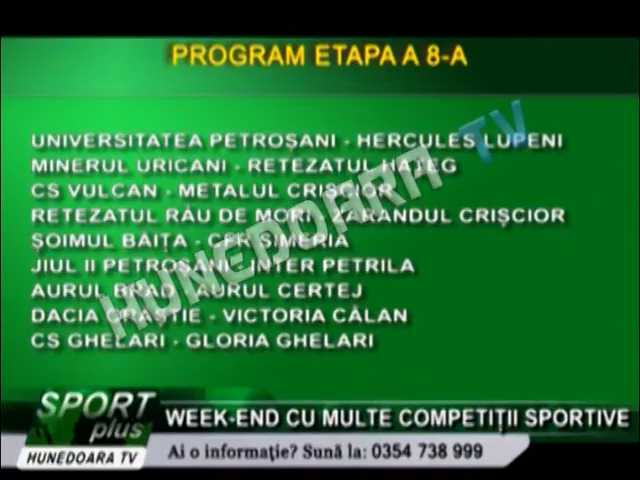 PROGRAM ETAPA A 8-A
UNIVERSITATEA PETROȘANI - HERCULES LUPENI
MINERUL URICANI - RETEZATUL HAȚEG
CS VULCAN - METALUL CRIȘCIOR
RETEZATUL RÂU DE MORI - ZARANDUL CRIȘCIOR
ȘOIMUL BĂIȚA - CFR SIMERIA
JIUL II PETROȘANI - INTER PETRILA
AURUL BRAD - AURUL CERTEJ
DACIA ORĂȘTIE - VICTORIA CĂLAN
CS GHELARI - GLORIA GHELARI
HUNEDOARA TV
SPORT
plus
WEEK-END CU MULTE COMPETIȚII SPORTIVE
HUNEDOARA TV
Ai o informație? Sună la: 0354 738 999